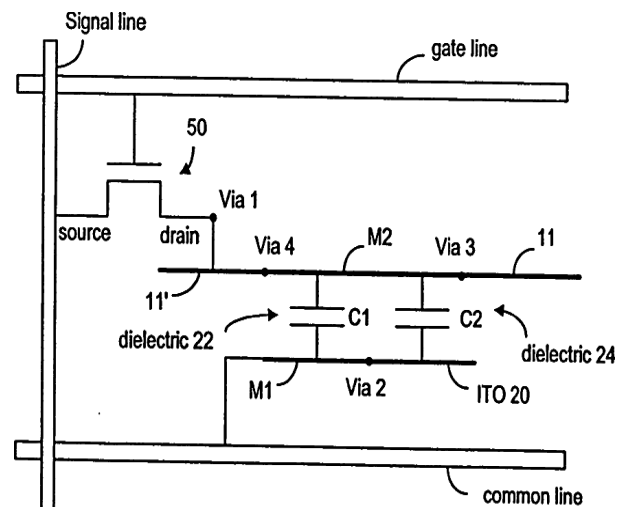 Signal line
gate line
50
Via 1
source
drain
Via 4
M2
Via 3
11
11'
C1
C2
dielectric 22
dielectric 24
M1
Via 2
ITO 20
common line